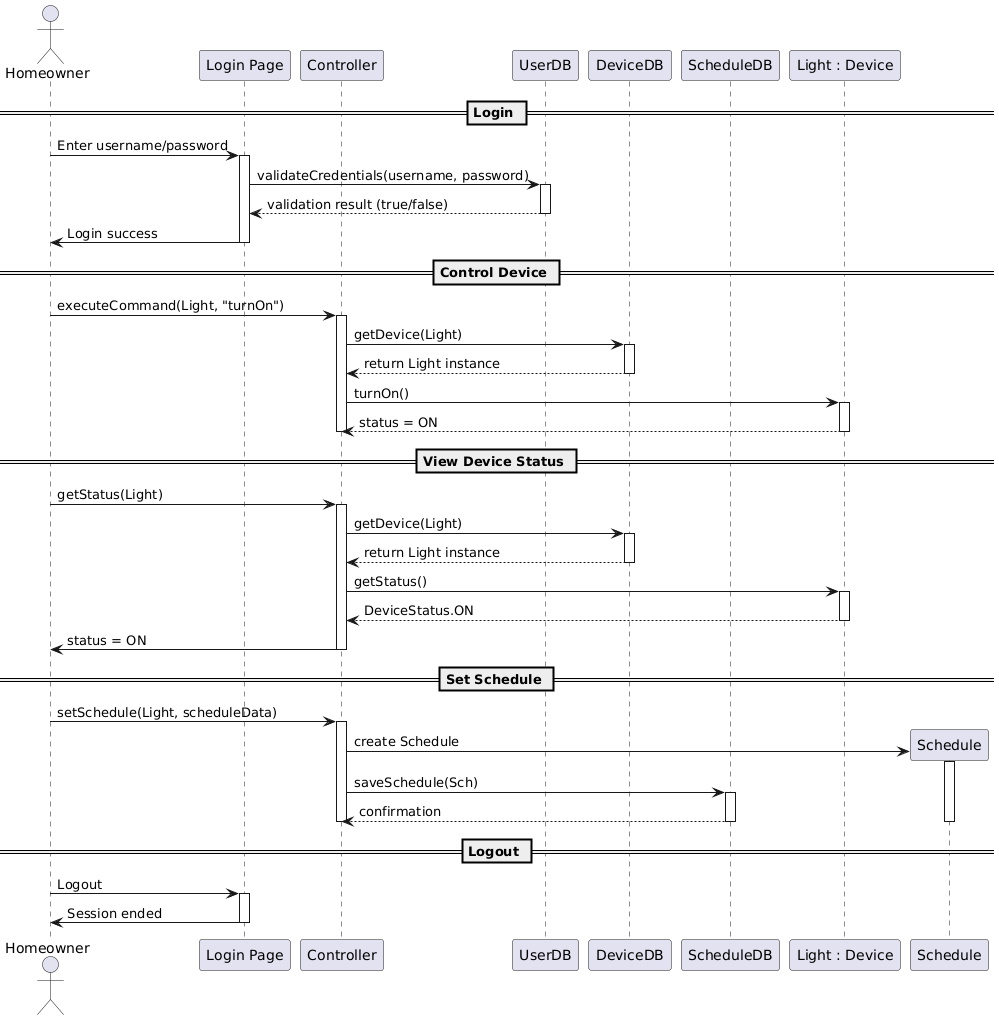 Homeowner
Login Page
Controller
UserDB
DeviceDB
ScheduleDB
Light : Device
Login
Enter username/password
validateCredentials(username, password)
validation result (true/false)
Login success
Control Device
executeCommand(Light, "turnOn")
getDevice(Light)
return Light instance
turnOn()
status = ON
View Device Status
getStatus(Light)
getDevice(Light)
return Light instance
getStatus()
DeviceStatus.ON
status = ON
Set Schedule
setSchedule(Light, scheduleData)
create Schedule
Schedule
saveSchedule(Sch)
confirmation
Logout
Logout
Session ended
Homeowner
Login Page
Controller
UserDB
DeviceDB
ScheduleDB
Light : Device
Schedule